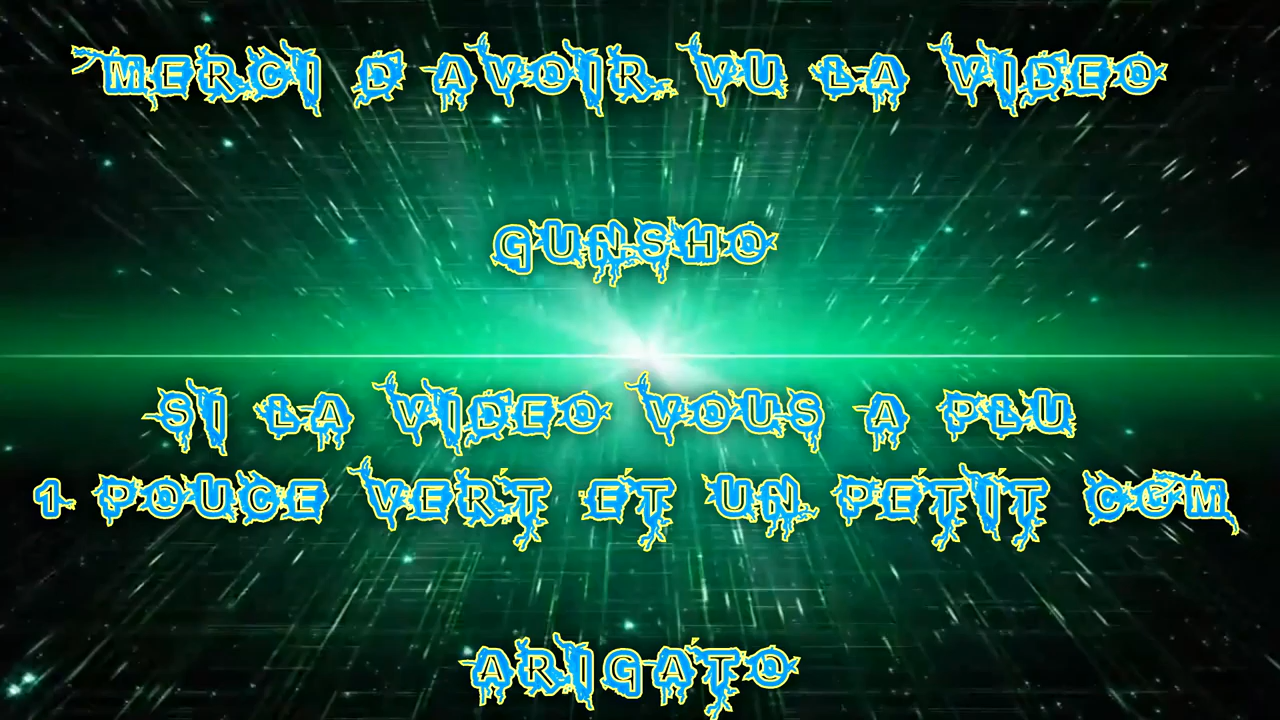 MERCI D AVOIR VU LA VIDEO
GUNSHO
SI LA VIDEO VOUS A PLU
1 POUCE VERT ET UN PETIT COM
ARIGATO